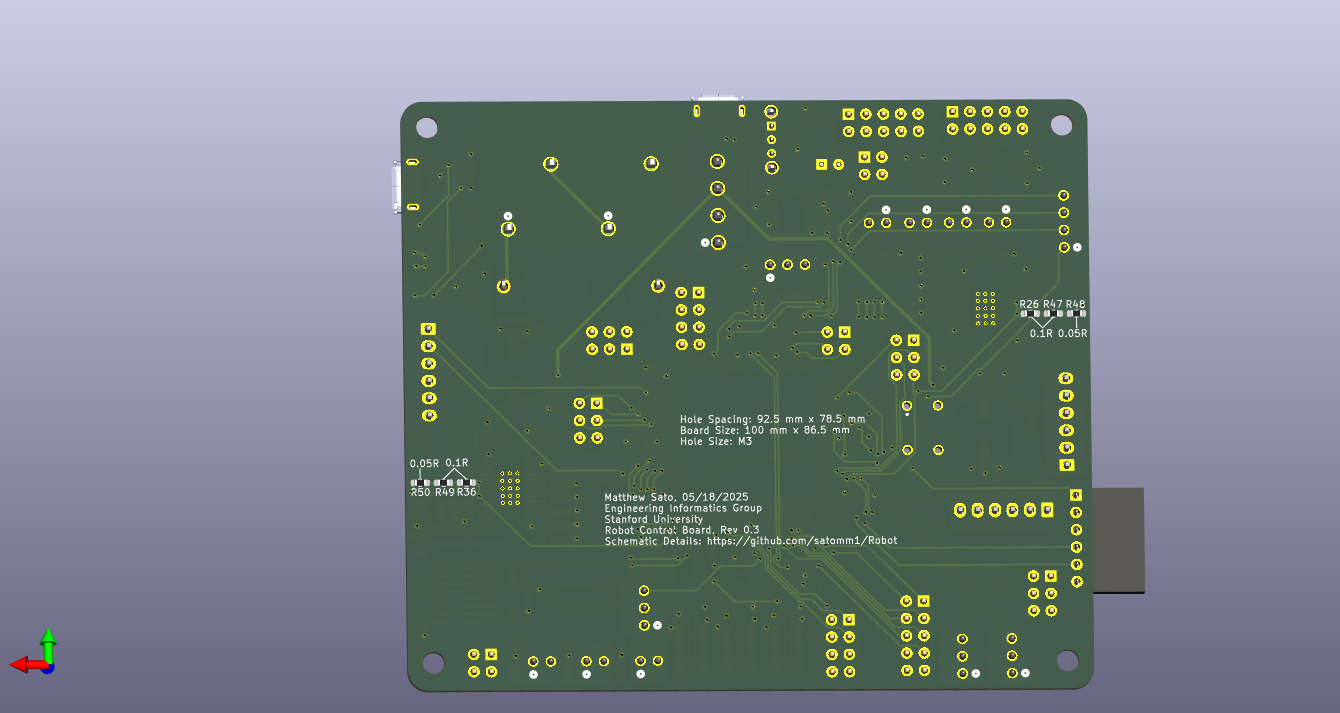 R26 R47 R48
0.1R 0.05R
Hole Spacing: 92.5 mm x 78.5 mm
Board Size: 100 mm x 86.5 mm
Hole Size: M3
0.05R 0.1R
R50 R49 R36
Matthew Sato, 05/18/2025
Engineering Informatics Group
Stanford University
Robot Control Board, Rev 0.3
Schematic Details: https://github.com/satomm1/Robot